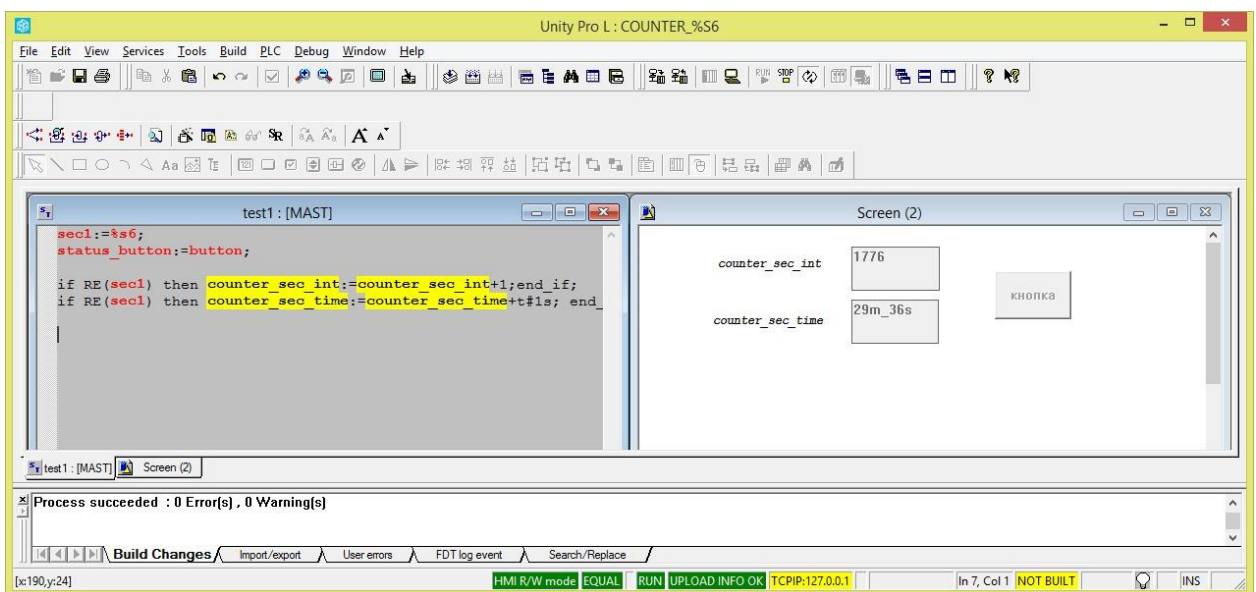 Unity Pro L : COUNTER_%S6
File Edit View Services Tools Build PLC Debug Window Help
test1 : [MAST]
sec1:=%s6;
status_button:=button;
if RE(sec1) then counter_sec_int:=counter_sec_int+1;end_if;
if RE(sec1) then counter_sec_time:=counter_sec_time+t#1s; end_
Screen (2)
counter_sec_int 1776
counter_sec_time 29m_36s
кнопка
test1 : [MAST] Screen (2)
Process succeeded : 0 Error(s) , 0 Warning(s)
Build Changes Import/export User errors FDT log event Search/Replace
[x:190,y:24] HMI R/W mode EQUAL RUN UPLOAD INFO OK TCPIP:127.0.0.1 ln 7, Col 1 NOT BUILT INS